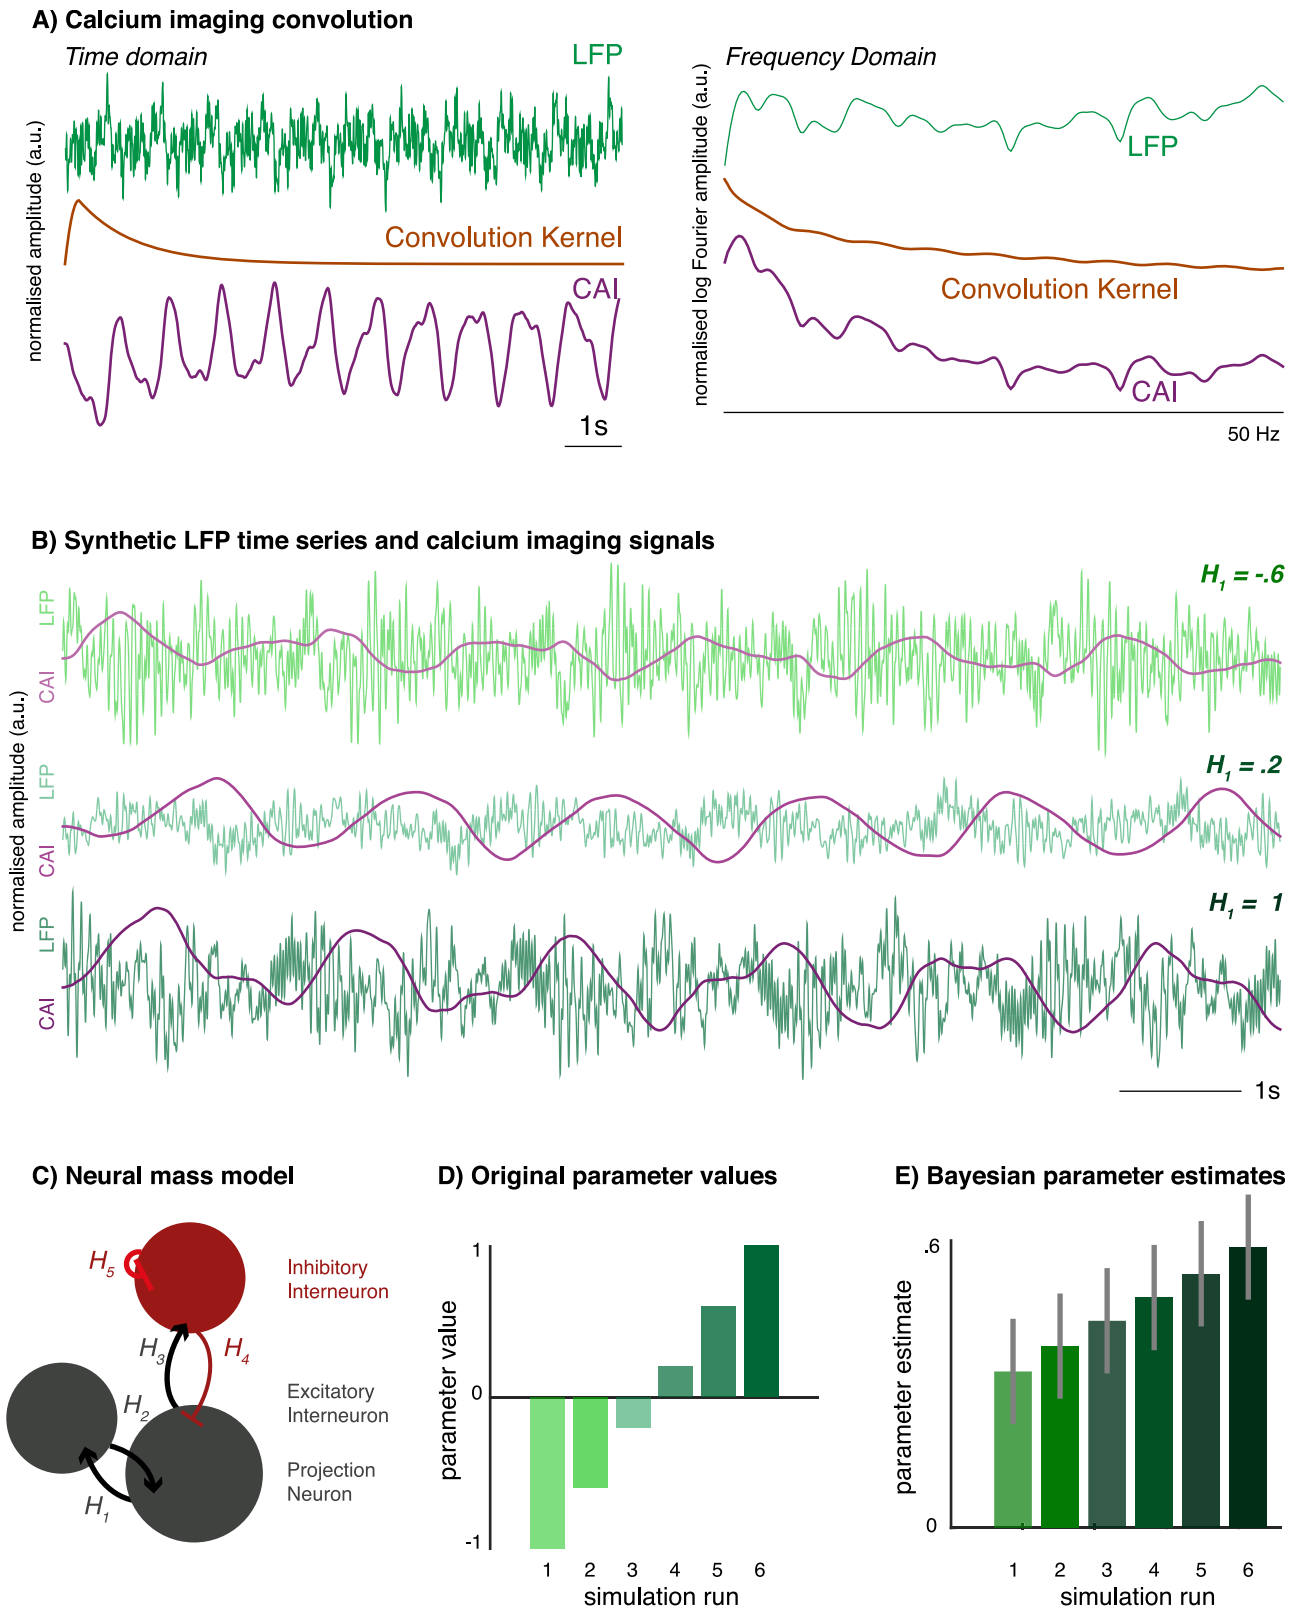 A) Calcium imaging convolution
Time domain
LFP
normalised amplitude (a.u.)
Convolution Kernel
CAI
1s
Frequency Domain
normalised log Fourier amplitude (a.u.)
LFP
Convolution Kernel
CAI
50 Hz
B) Synthetic LFP time series and calcium imaging signals
normalised amplitude (a.u.)
LFP
CAI
H1 = -.6
LFP
CAI
H1 = .2
LFP
CAI
H1 = 1
1s
C) Neural mass model
H5
Inhibitory
Interneuron
H3
H4
H2
Excitatory
Interneuron
H1
Projection
Neuron
D) Original parameter values
parameter value
1
0
-1
1 2 3 4 5 6
simulation run
E) Bayesian parameter estimates
parameter estimate
.6
0
1 2 3 4 5 6
simulation run